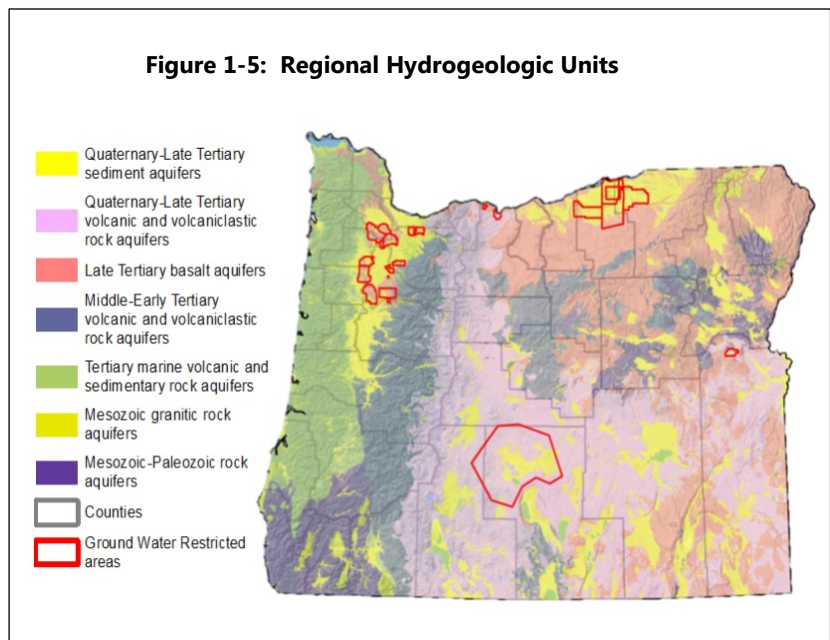 Figure 1-5: Regional Hydrogeologic Units
Quaternary-Late Tertiary
sediment aquifers
Quaternary-Late Tertiary
volcanic and volcaniclastic
rock aquifers
Late Tertiary basalt aquifers
Middle-Early Tertiary
volcanic and volcaniclastic
rock aquifers
Tertiary marine volcanic and
sedimentary rock aquifers
Mesozoic granitic rock
aquifers
Mesozoic-Paleozoic rock
aquifers
Counties
Ground Water Restricted
areas